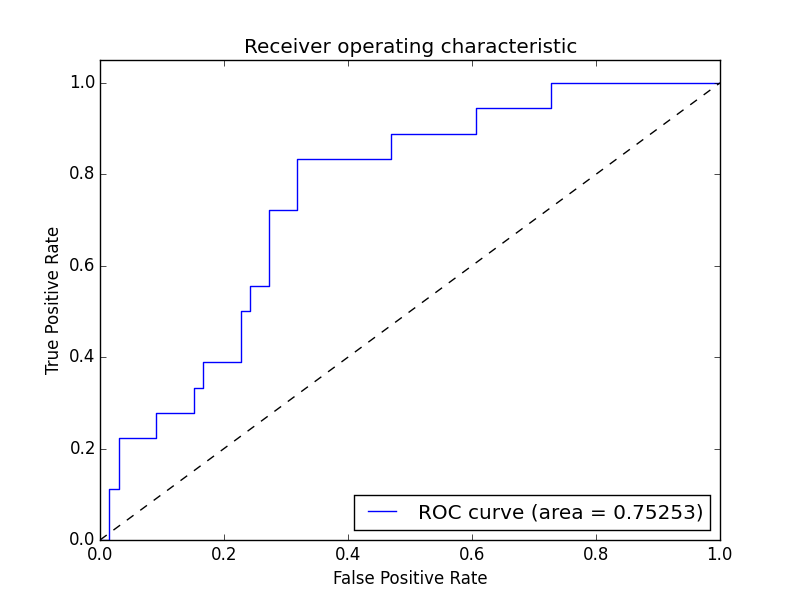 Receiver operating characteristic
1.0
0.8
0.6
0.4
0.2
0.0
True Positive Rate
ROC curve (area = 0.75253)
0.0 0.2 0.4 0.6 0.8 1.0
False Positive Rate